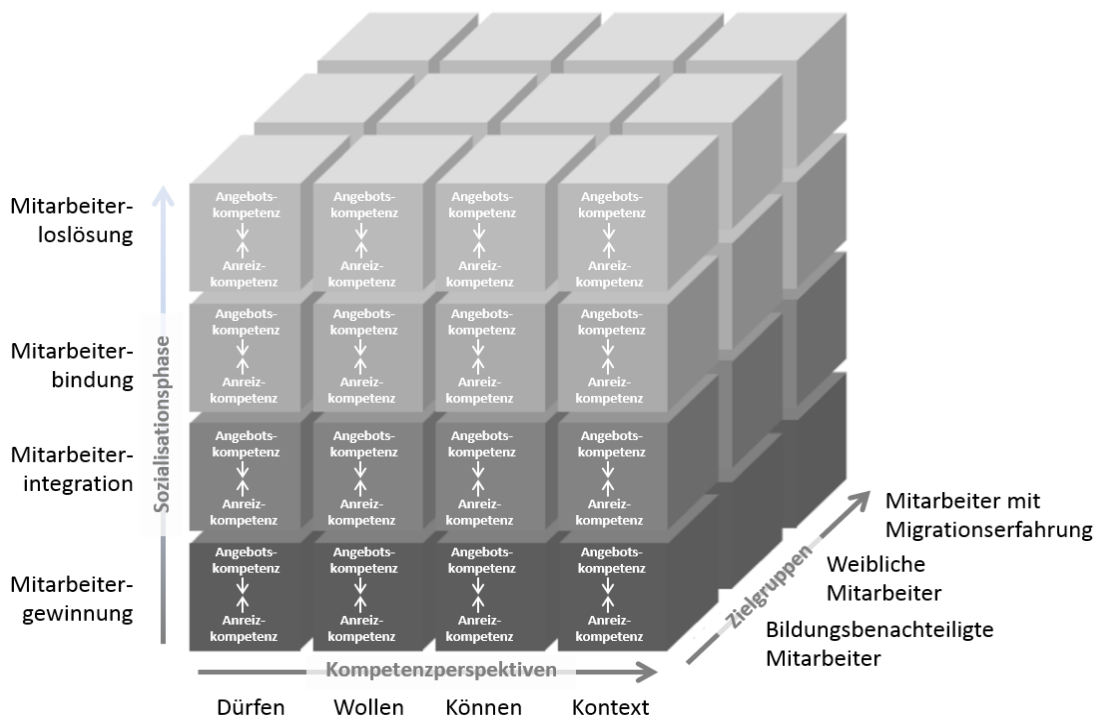 Mitarbeiter-
loslösung
Angebots-
kompetenz
Anreiz-
kompetenz
Angebots-
kompetenz
Anreiz-
kompetenz
Angebots-
kompetenz
Anreiz-
kompetenz
Angebots-
kompetenz
Anreiz-
kompetenz
Mitarbeiter-
bindung
Angebots-
kompetenz
Anreiz-
kompetenz
Angebots-
kompetenz
Anreiz-
kompetenz
Angebots-
kompetenz
Anreiz-
kompetenz
Angebots-
kompetenz
Anreiz-
kompetenz
Sozialisationsphase
Mitarbeiter-
integration
Angebots-
kompetenz
Anreiz-
kompetenz
Angebots-
kompetenz
Anreiz-
kompetenz
Angebots-
kompetenz
Anreiz-
kompetenz
Angebots-
kompetenz
Anreiz-
kompetenz
Mitarbeiter-
gewinnung
Angebots-
kompetenz
Anreiz-
kompetenz
Angebots-
kompetenz
Anreiz-
kompetenz
Angebots-
kompetenz
Anreiz-
kompetenz
Angebots-
kompetenz
Anreiz-
kompetenz
Mitarbeiter mit
Migrationserfahrung
Weibliche
Mitarbeiter
Bildungsbenachteiligte
Mitarbeiter
Zielgruppen
Kompetenzperspektiven
Dürfen
Wollen
Können
Kontext